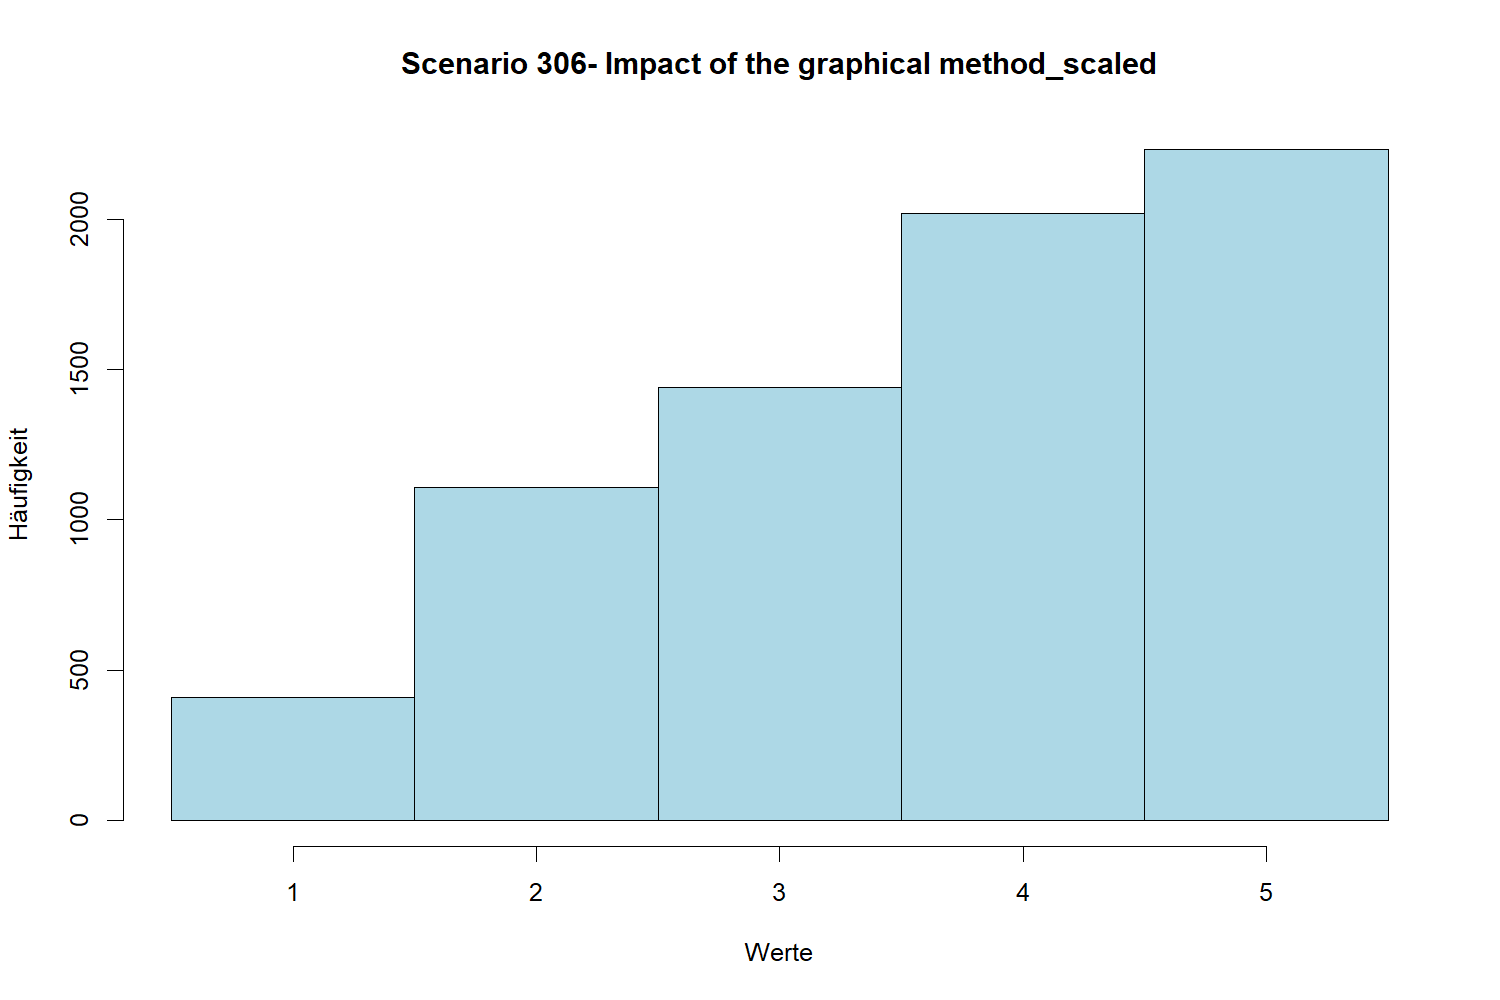 Scenario 306- Impact of the graphical method_scaled
Häufigkeit
2000
1500
1000
500
0
1 2 3 4 5
Werte